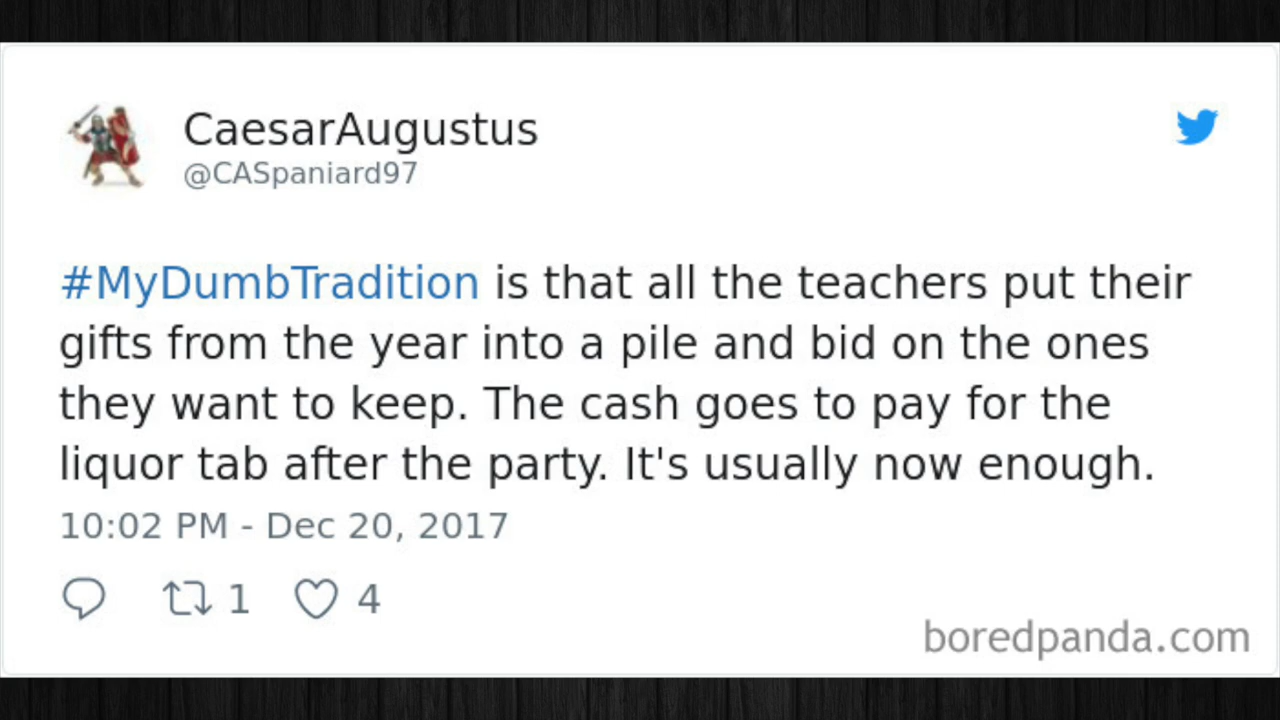 CaesarAugustus
@CASpaniard97
#MyDumbTradition is that all the teachers put their
gifts from the year into a pile and bid on the ones
they want to keep. The cash goes to pay for the
liquor tab after the party. It's usually now enough.
10:02 PM - Dec 20, 2017
1 4
boredpanda.com